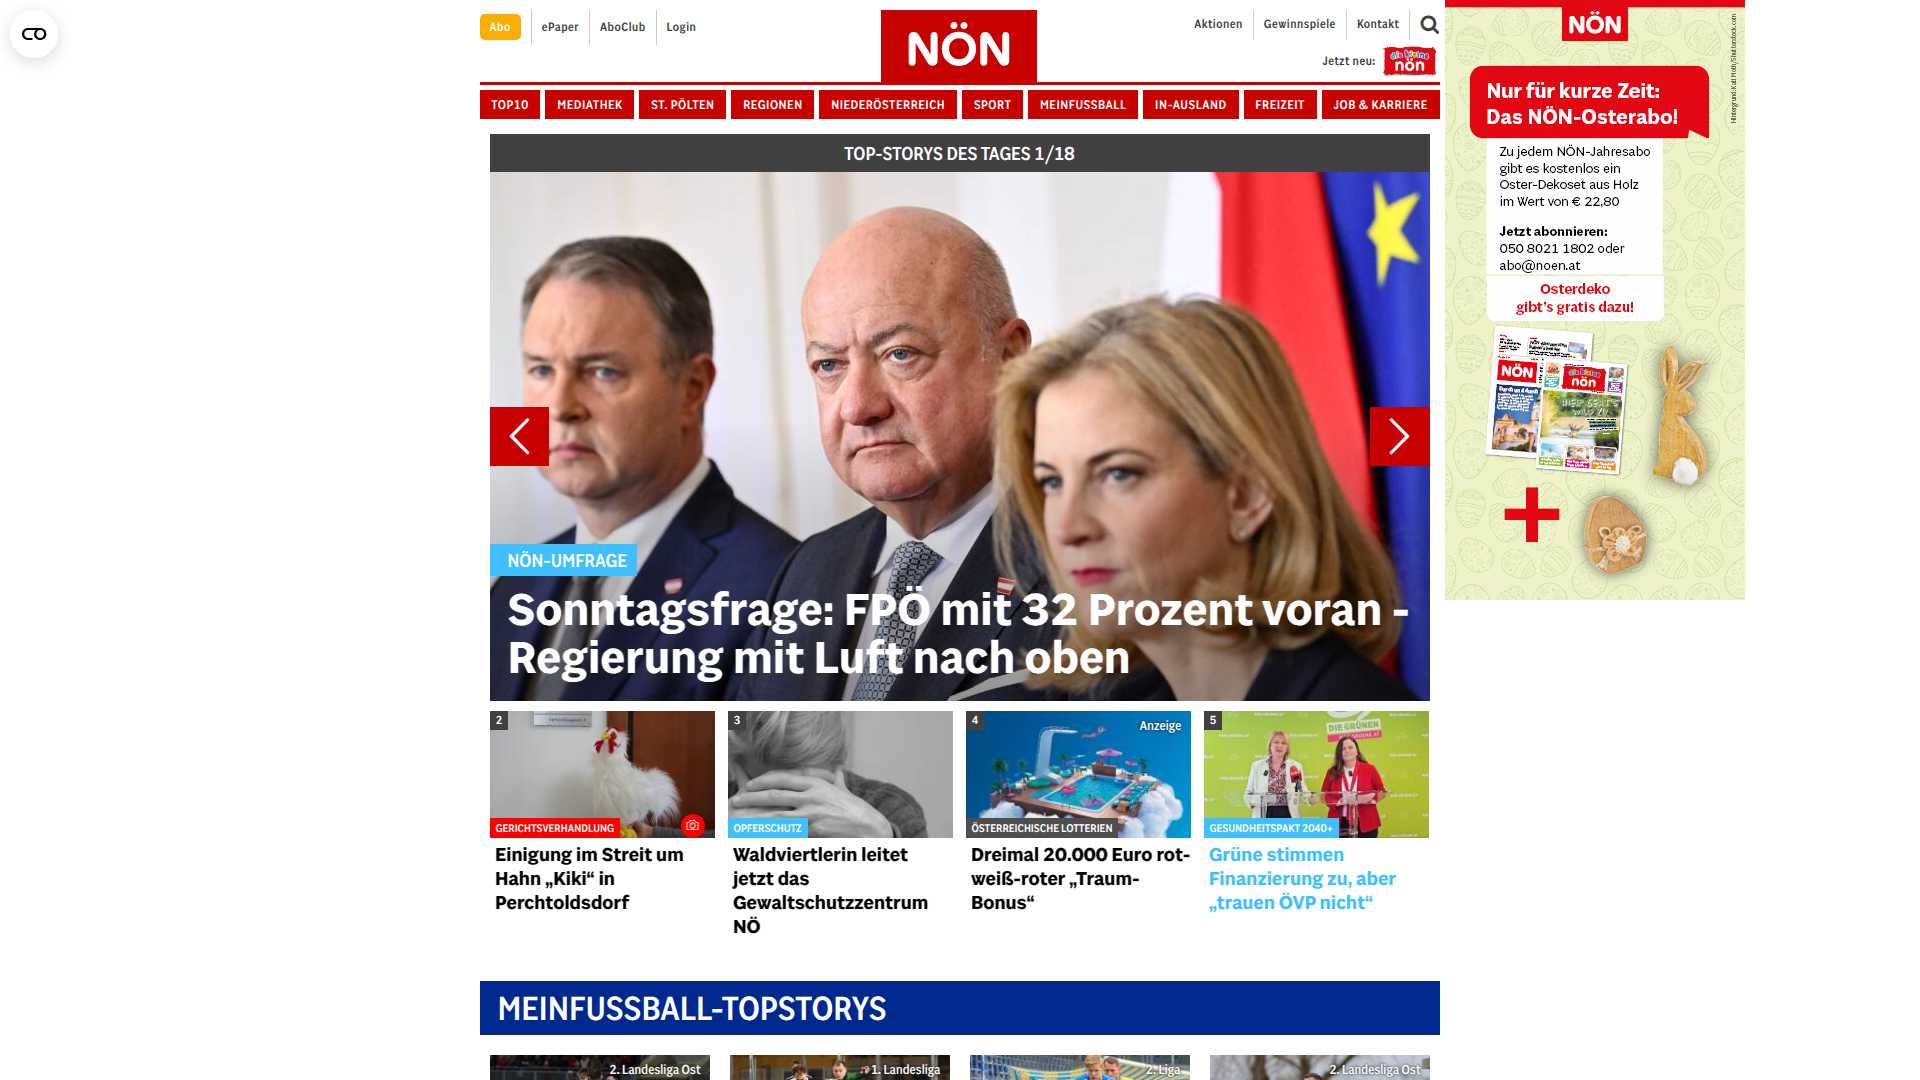 Abo
ePaper
AboClub
Login
NÖN
Aktionen
Gewinnspiele
Kontakt
Jetzt neu:
die kleine
nön
TOP10
MEDIATHEK
ST. PÖLTEN
REGIONEN
NIEDERÖSTERREICH
SPORT
MEINFUSSBALL
IN-AUSLAND
FREIZEIT
JOB & KARRIERE
TOP-STORYS DES TAGES 1/18
NÖN-UMFRAGE
Sonntagsfrage: FPÖ mit 32 Prozent voran -
Regierung mit Luft nach oben
2
GERICHTSVERHANDLUNG
Einigung im Streit um
Hahn „Kiki“ in
Perchtoldsdorf
3
OPFERSCHUTZ
Waldviertlerin leitet
jetzt das
Gewaltschutzzentrum
NÖ
4
Anzeige
ÖSTERREICHISCHE LOTTERIEN
Dreimal 20.000 Euro rot-
weiß-roter „Traum-
Bonus“
5
DIE GRÜNEN
GESUNDHEITSPAKT 2040+
Grüne stimmen
Finanzierung zu, aber
„trauen ÖVP nicht“
MEINFUSSBALL-TOPSTORYS
2. Landesliga Ost
1. Landesliga
2. Liga
2. Landesliga Ost
NÖN
Nur für kurze Zeit:
Das NÖN-Osterabo!
Zu jedem NÖN-Jahresabo
gibt es kostenlos ein
Oster-Dekoset aus Holz
im Wert von € 22,80
Jetzt abonnieren:
050 8021 1802 oder
abo@noen.at
Osterdeko
gibt's gratis dazu!
NÖN
die kleine
nön